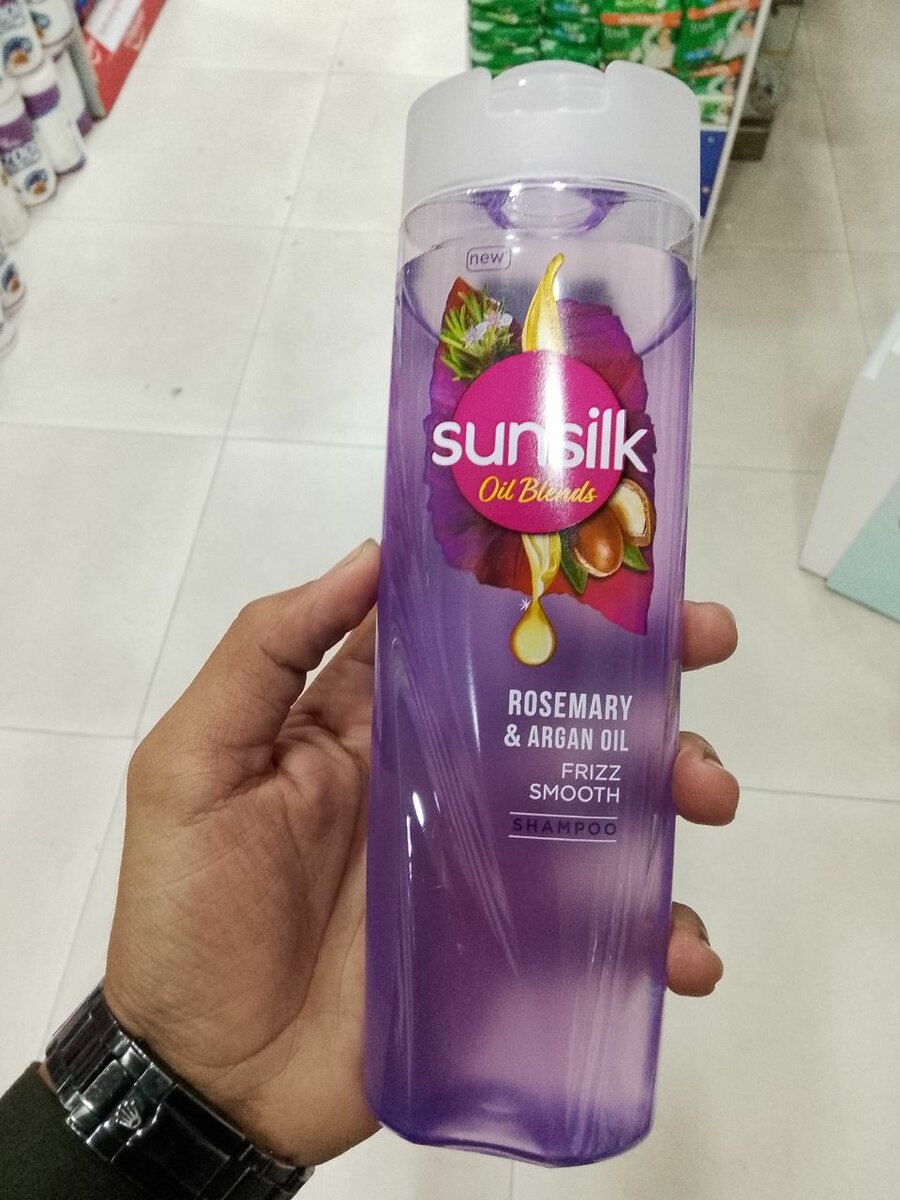 new
sunsilk
Oil Blends
ROSEMARY
& ARGAN OIL
FRIZZ
SMOOTH
SHAMPOO